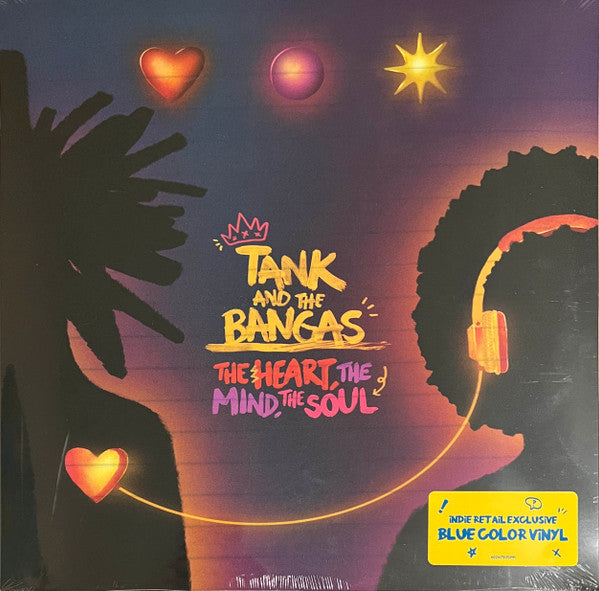 TANK
AND THE
BANGAS
THE HEART, THE
MIND, THE SOUL
iNDiE RETAiL EXCLUSiVE
BLUE COLOR ViNYL